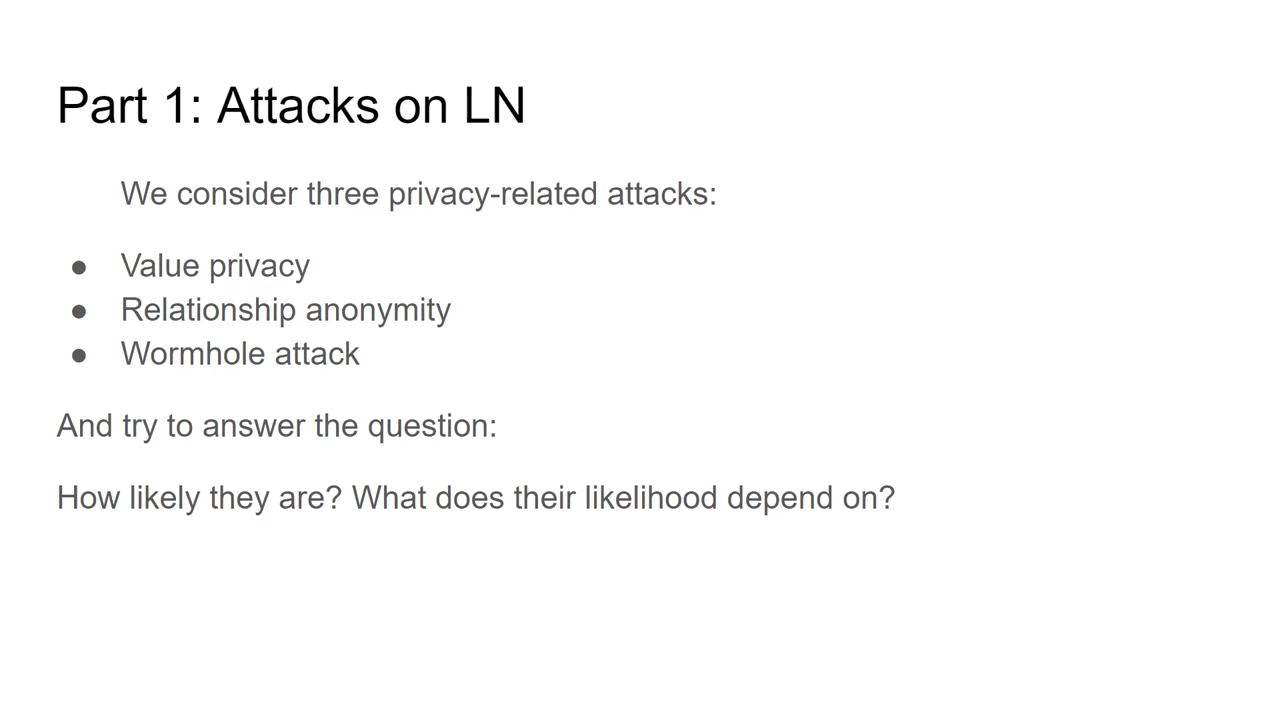 Part 1: Attacks on LN
We consider three privacy-related attacks:
● Value privacy
● Relationship anonymity
● Wormhole attack
And try to answer the question:
How likely they are? What does their likelihood depend on?